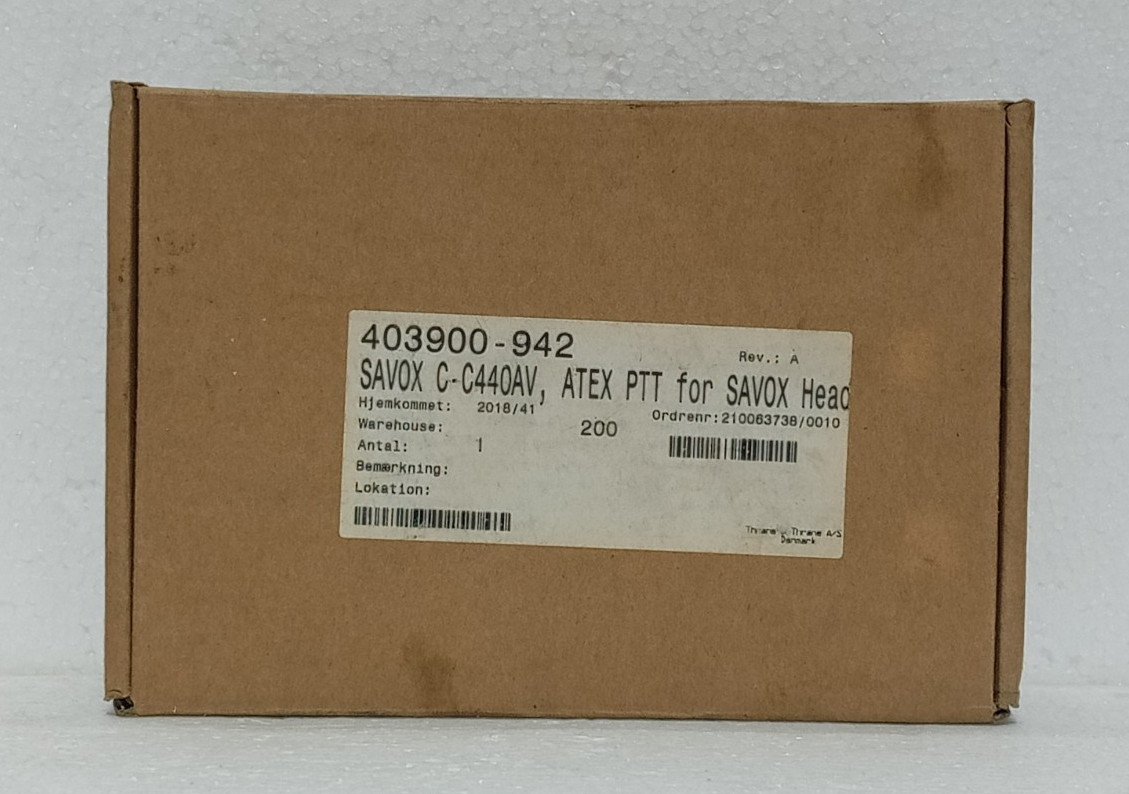 403900-942
Rev.: A
SAVOX C-C440AV, ATEX PTT for SAVOX Head
Hjemkommet: 2018/41
Ordrenr:210063738/0010
Warehouse: 200
Antal: 1
Bemærkning:
Lokation:
Thrane & Thrane A/S
Danmark